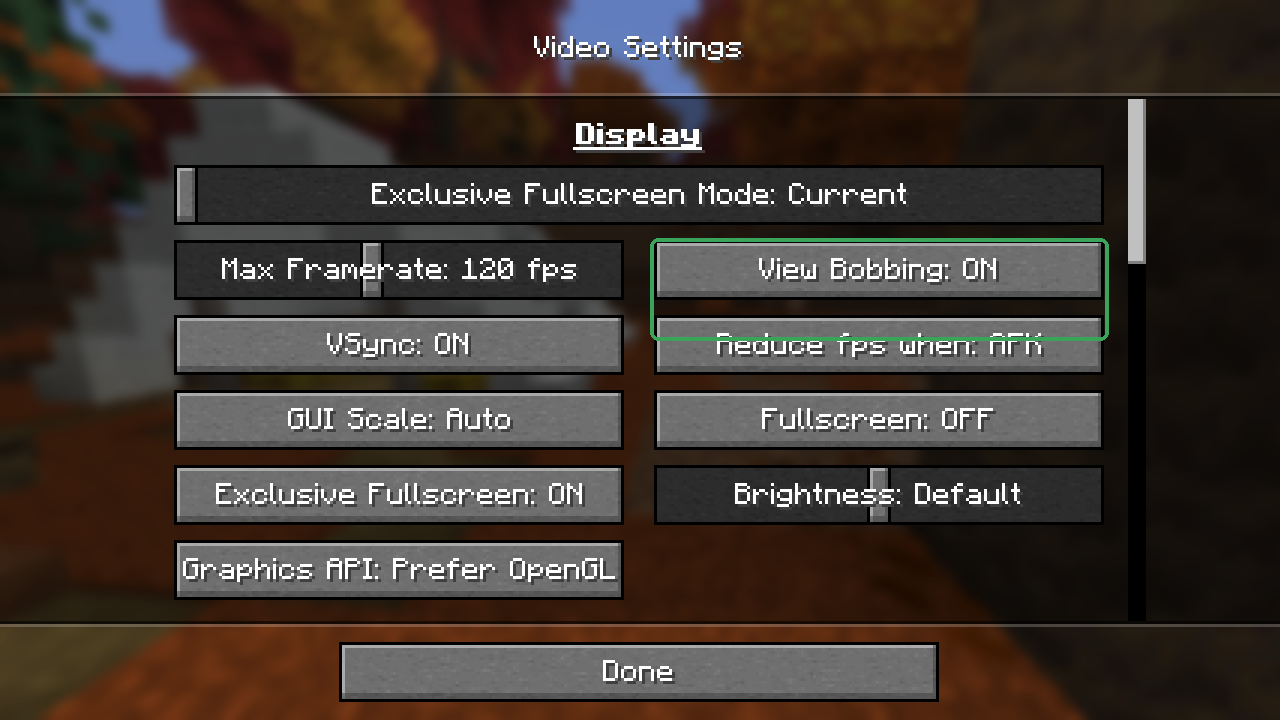 Video Settings
Display
Exclusive Fullscreen Mode: Current
Max Framerate: 120 fps
View Bobbing: ON
VSync: ON
Reduce fps when: AFK
GUI Scale: Auto
Fullscreen: OFF
Exclusive Fullscreen: ON
Brightness: Default
Graphics API: Prefer OpenGL
Done